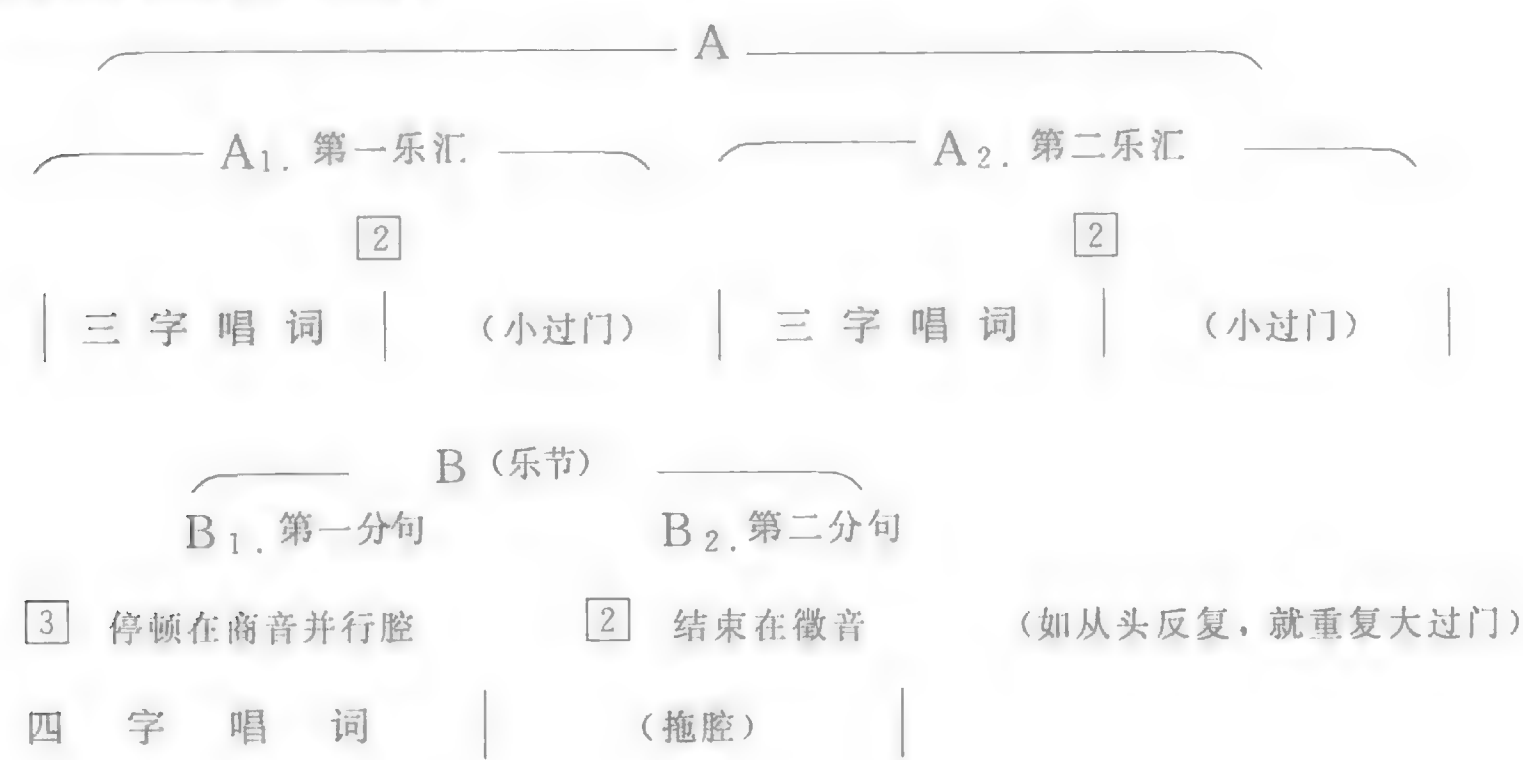 A
A1. 第一乐汇 A2. 第二乐汇
2 2
三字唱词 (小过门) 三字唱词 (小过门)
B (乐节)
B1. 第一分句 B2. 第二分句
3 停顿在商音并行腔 2 结束在徵音 (如从头反复，就重复大过门)
四字唱词 (拖腔)